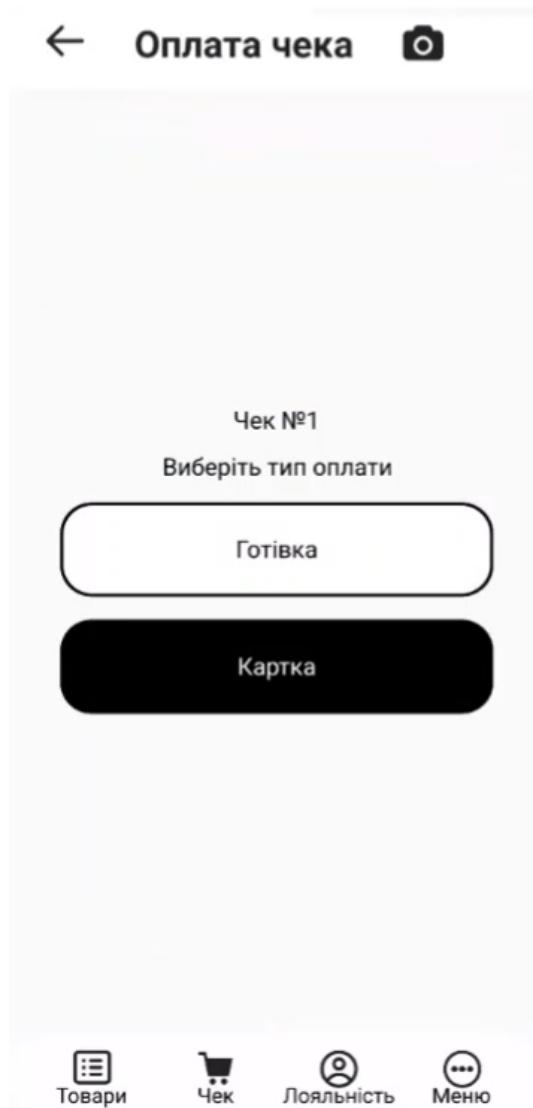 Оплата чека
Чек №1
Виберіть тип оплати
Готівка
Картка
Товари Чек Лояльність Меню